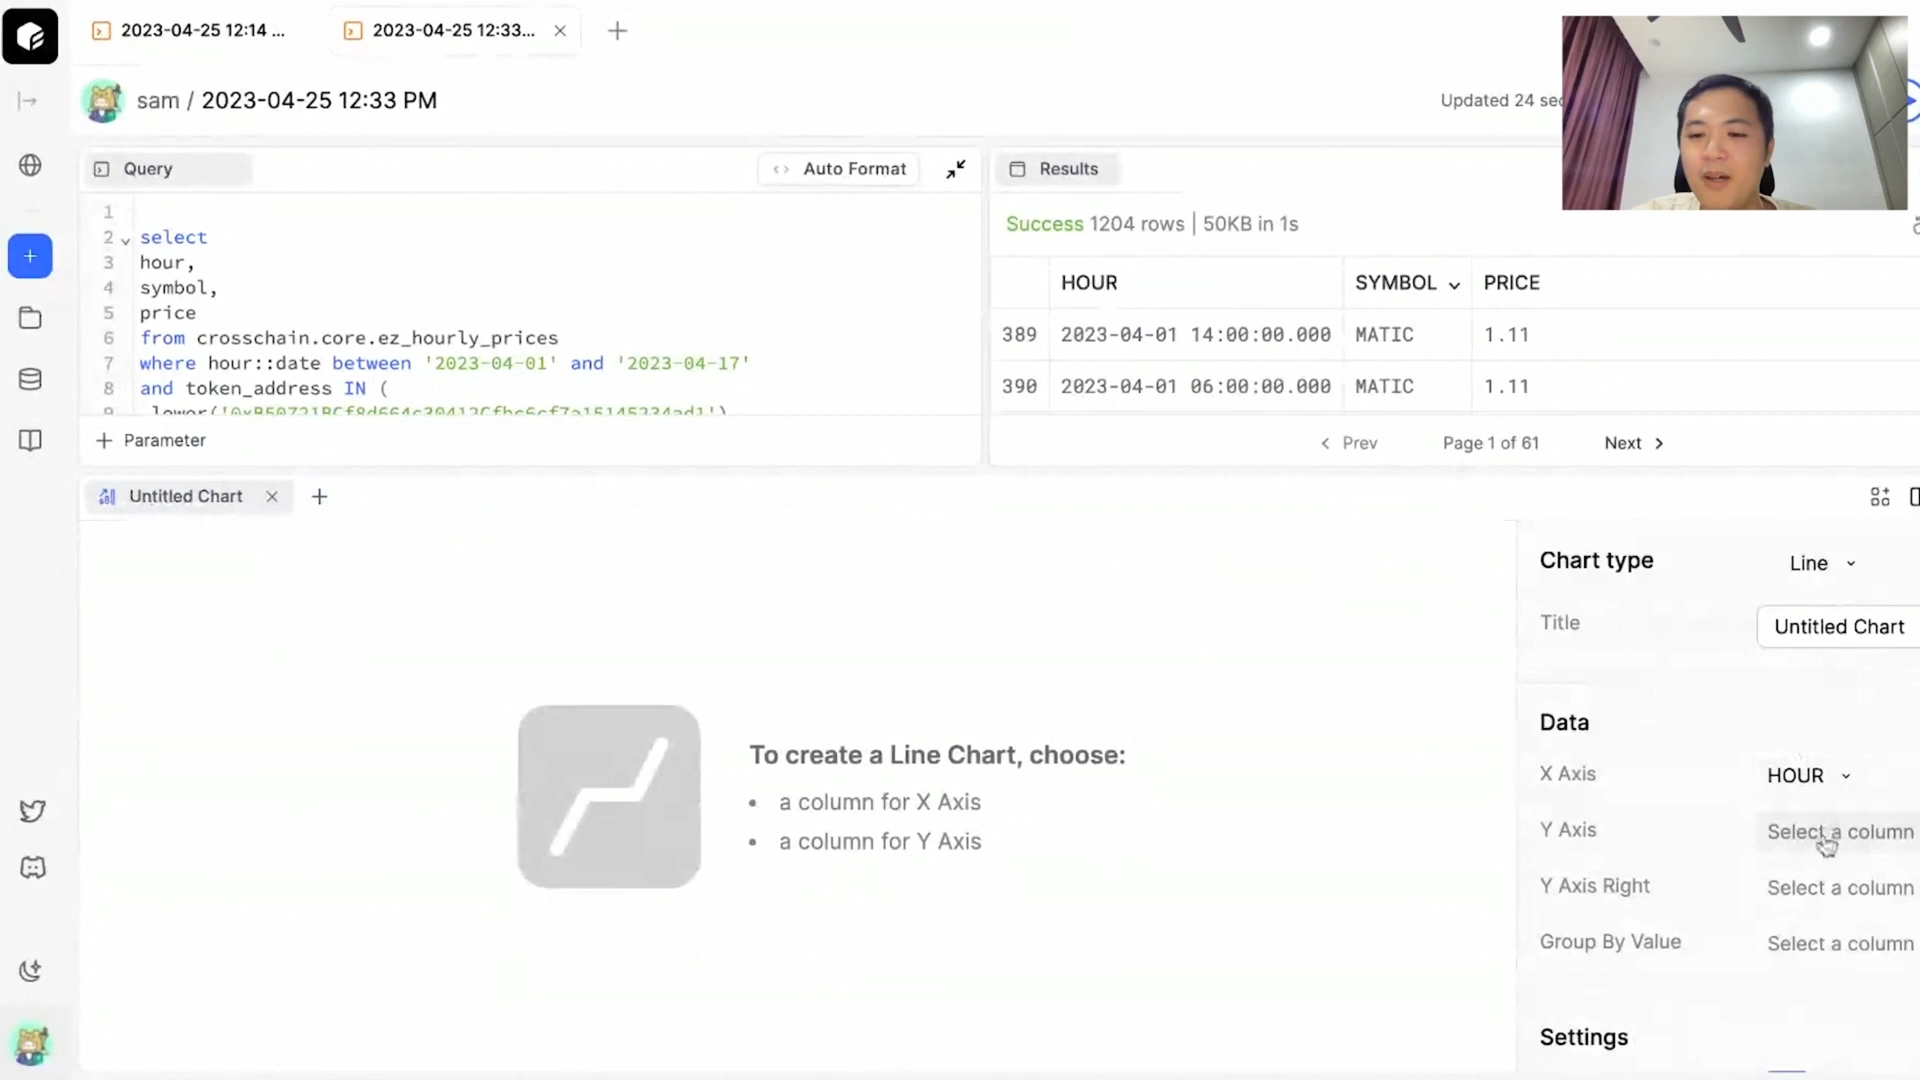 2023-04-25 12:14 ...
2023-04-25 12:33...
sam / 2023-04-25 12:33 PM
Updated 24 sec
Query
Auto Format
1
2 select
3 hour,
4 symbol,
5 price
6 from crosschain.core.ez_hourly_prices
7 where hour::date between '2023-04-01' and '2023-04-17'
8 and token_address IN (
+ Parameter
Results
Success 1204 rows | 50KB in 1s
HOUR SYMBOL PRICE
389 2023-04-01 14:00:00.000 MATIC 1.11
390 2023-04-01 06:00:00.000 MATIC 1.11
< Prev Page 1 of 61 Next >
Untitled Chart
To create a Line Chart, choose:
• a column for X Axis
• a column for Y Axis
Chart type Line
Title Untitled Chart
Data
X Axis HOUR
Y Axis Select a column
Y Axis Right Select a column
Group By Value Select a column
Settings